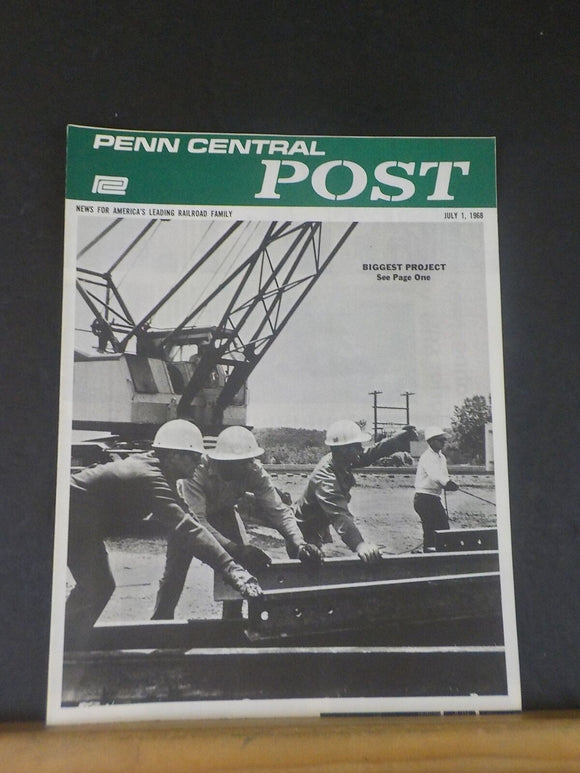 PENN CENTRAL
POST
NEWS FOR AMERICA'S LEADING RAILROAD FAMILY
JULY 1, 1968
BIGGEST PROJECT
See Page One